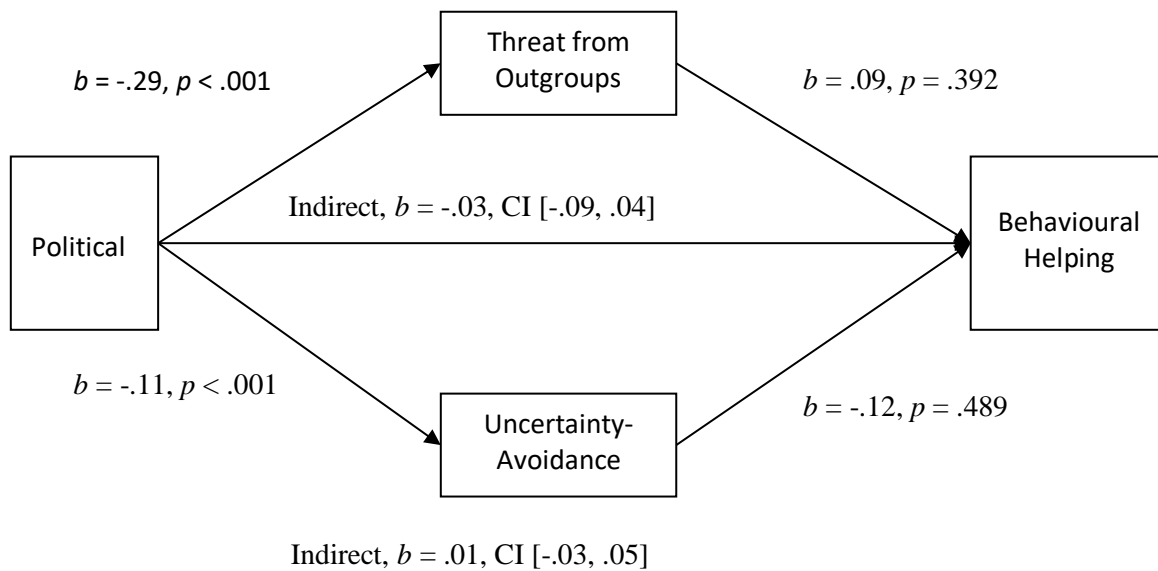 Threat from
Outgroups
b = -.29, p < .001
b = .09, p = .392
Indirect, b = -.03, CI [-.09, .04]
Political
Behavioural
Helping
b = -.11, p < .001
b = -.12, p = .489
Uncertainty-
Avoidance
Indirect, b = .01, CI [-.03, .05]